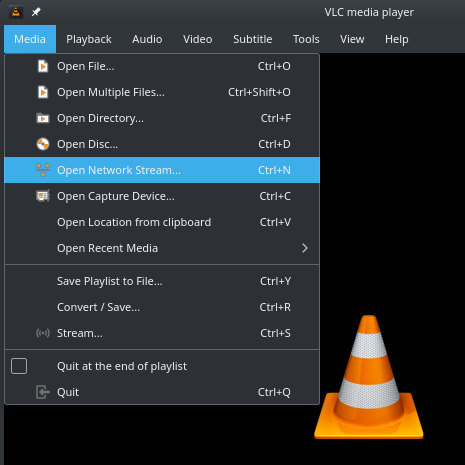 VLC media player
Media Playback Audio Video Subtitle Tools View Help
Open File... Ctrl+O
Open Multiple Files... Ctrl+Shift+O
Open Directory... Ctrl+F
Open Disc... Ctrl+D
Open Network Stream... Ctrl+N
Open Capture Device... Ctrl+C
Open Location from clipboard Ctrl+V
Open Recent Media
Save Playlist to File... Ctrl+Y
Convert / Save... Ctrl+R
Stream... Ctrl+S
Quit at the end of playlist
Quit Ctrl+Q